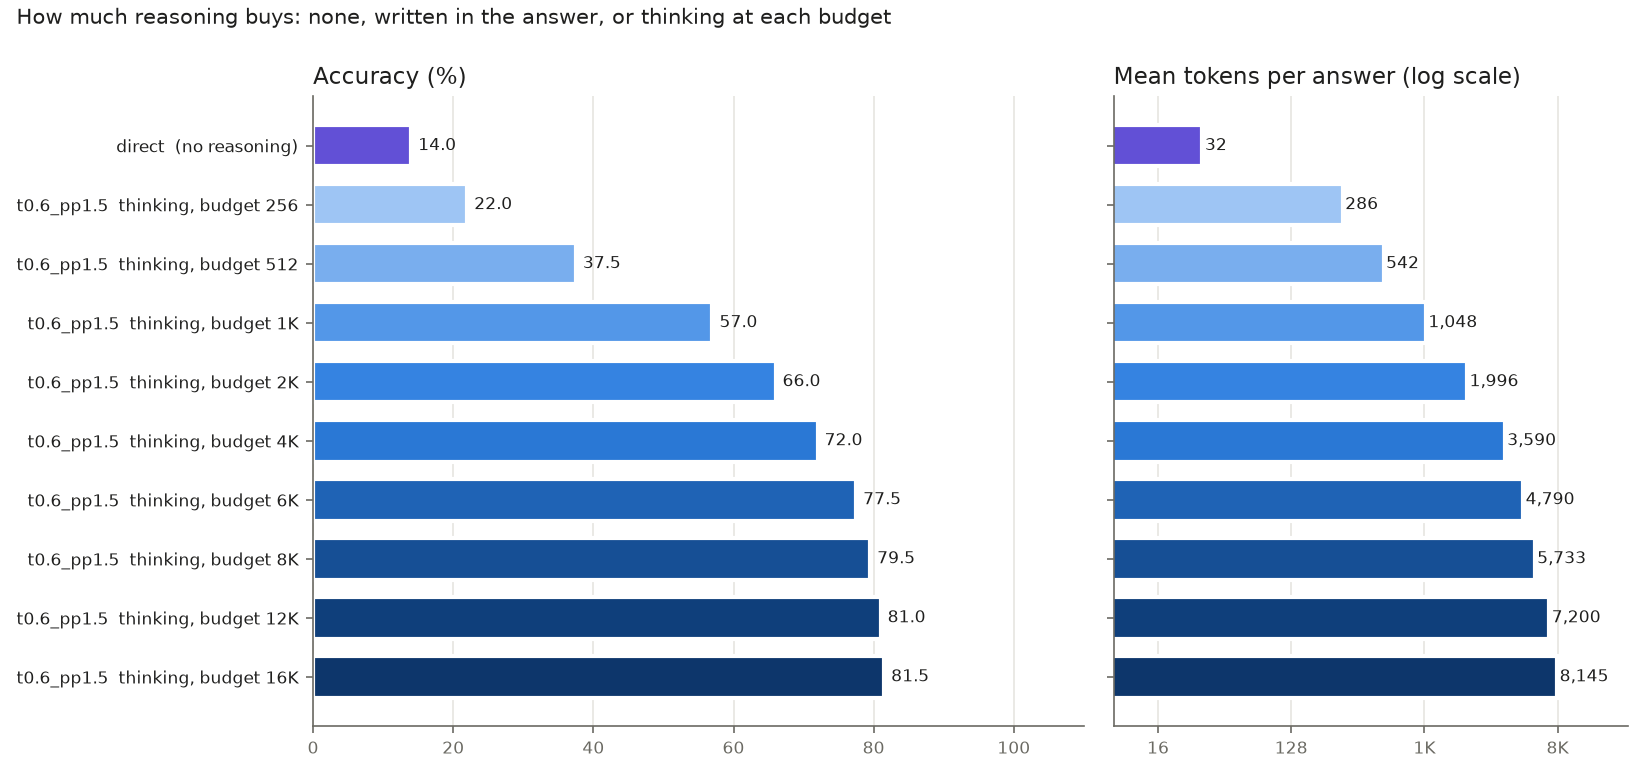 How much reasoning buys: none, written in the answer, or thinking at each budget
Accuracy (%)
Mean tokens per answer (log scale)
direct  (no reasoning) 14.0 32
t0.6_pp1.5  thinking, budget 256 22.0 286
t0.6_pp1.5  thinking, budget 512 37.5 542
t0.6_pp1.5  thinking, budget 1K 57.0 1,048
t0.6_pp1.5  thinking, budget 2K 66.0 1,996
t0.6_pp1.5  thinking, budget 4K 72.0 3,590
t0.6_pp1.5  thinking, budget 6K 77.5 4,790
t0.6_pp1.5  thinking, budget 8K 79.5 5,733
t0.6_pp1.5  thinking, budget 12K 81.0 7,200
t0.6_pp1.5  thinking, budget 16K 81.5 8,145
0 20 40 60 80 100
16 128 1K 8K